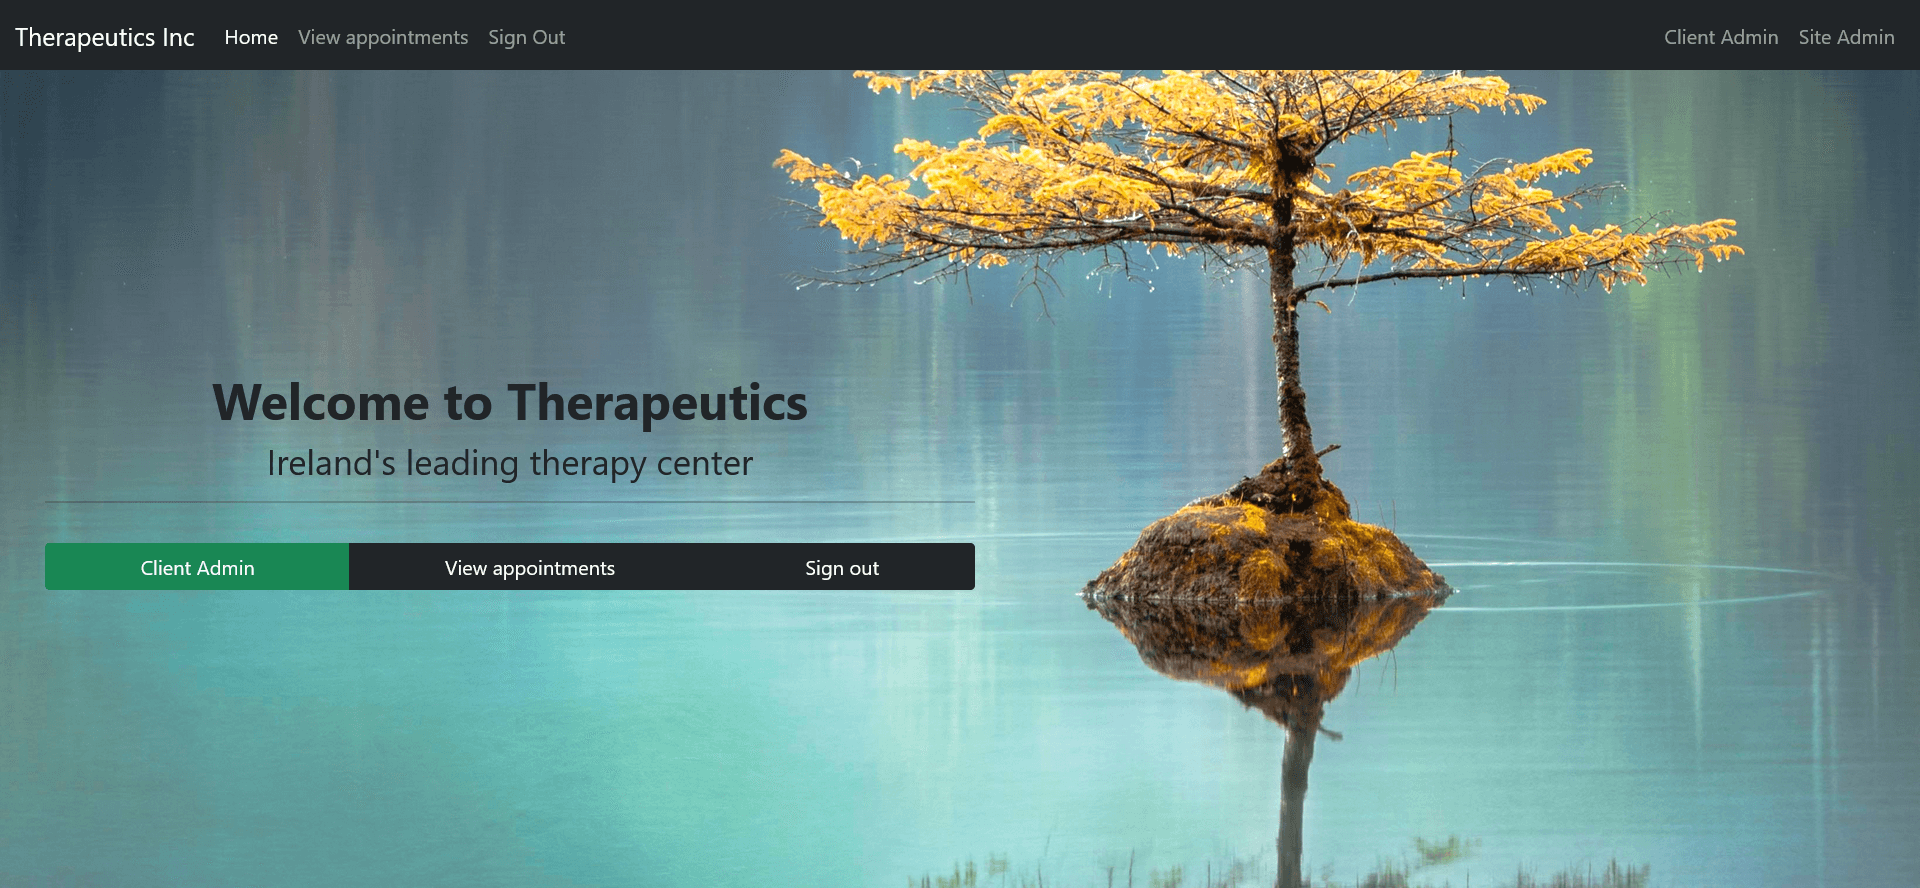 Therapeutics Inc Home View appointments Sign Out Client Admin Site Admin
Welcome to Therapeutics
Ireland's leading therapy center
Client Admin View appointments Sign out